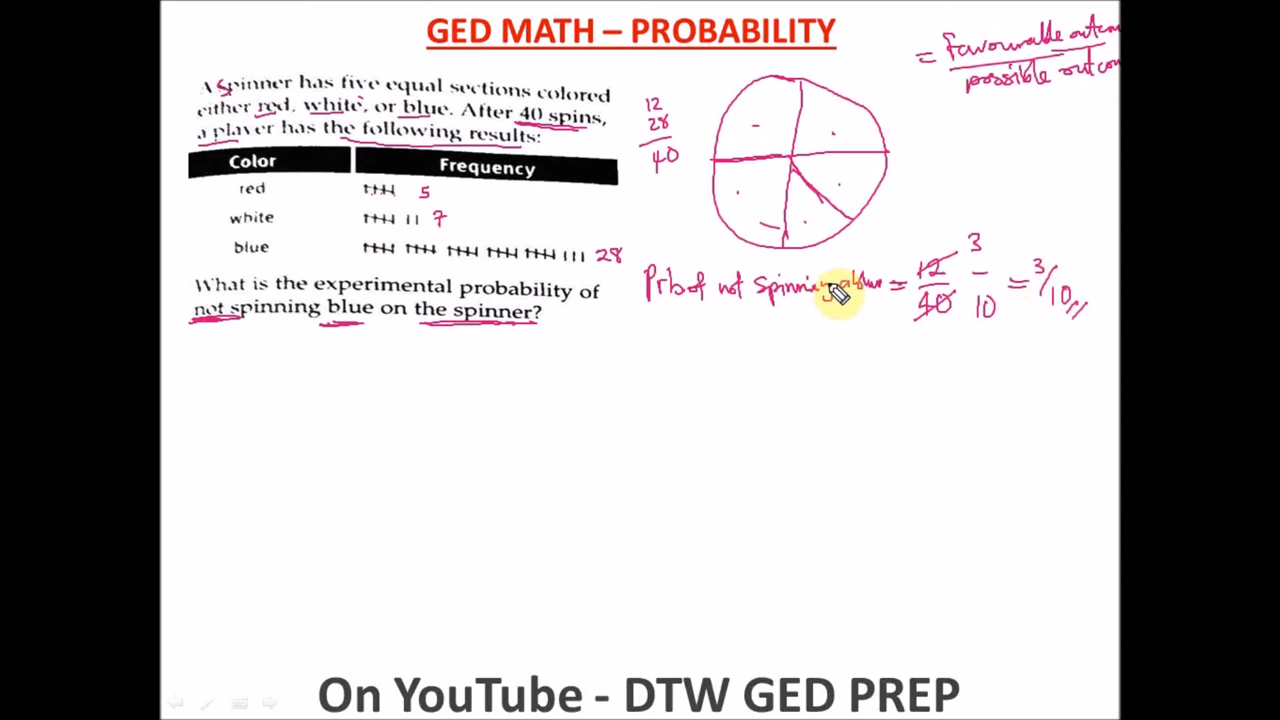 GED MATH – PROBABILITY
= favourable outcom
possible outcom
A spinner has five equal sections colored
either red, white, or blue. After 40 spins,
a player has the following results:
Color Frequency
red 5
white 7
blue 28
What is the experimental probability of
not spinning blue on the spinner?
12
28
40
Prb of not spinning = 12/40 3/10 = 3/10
On YouTube - DTW GED PREP